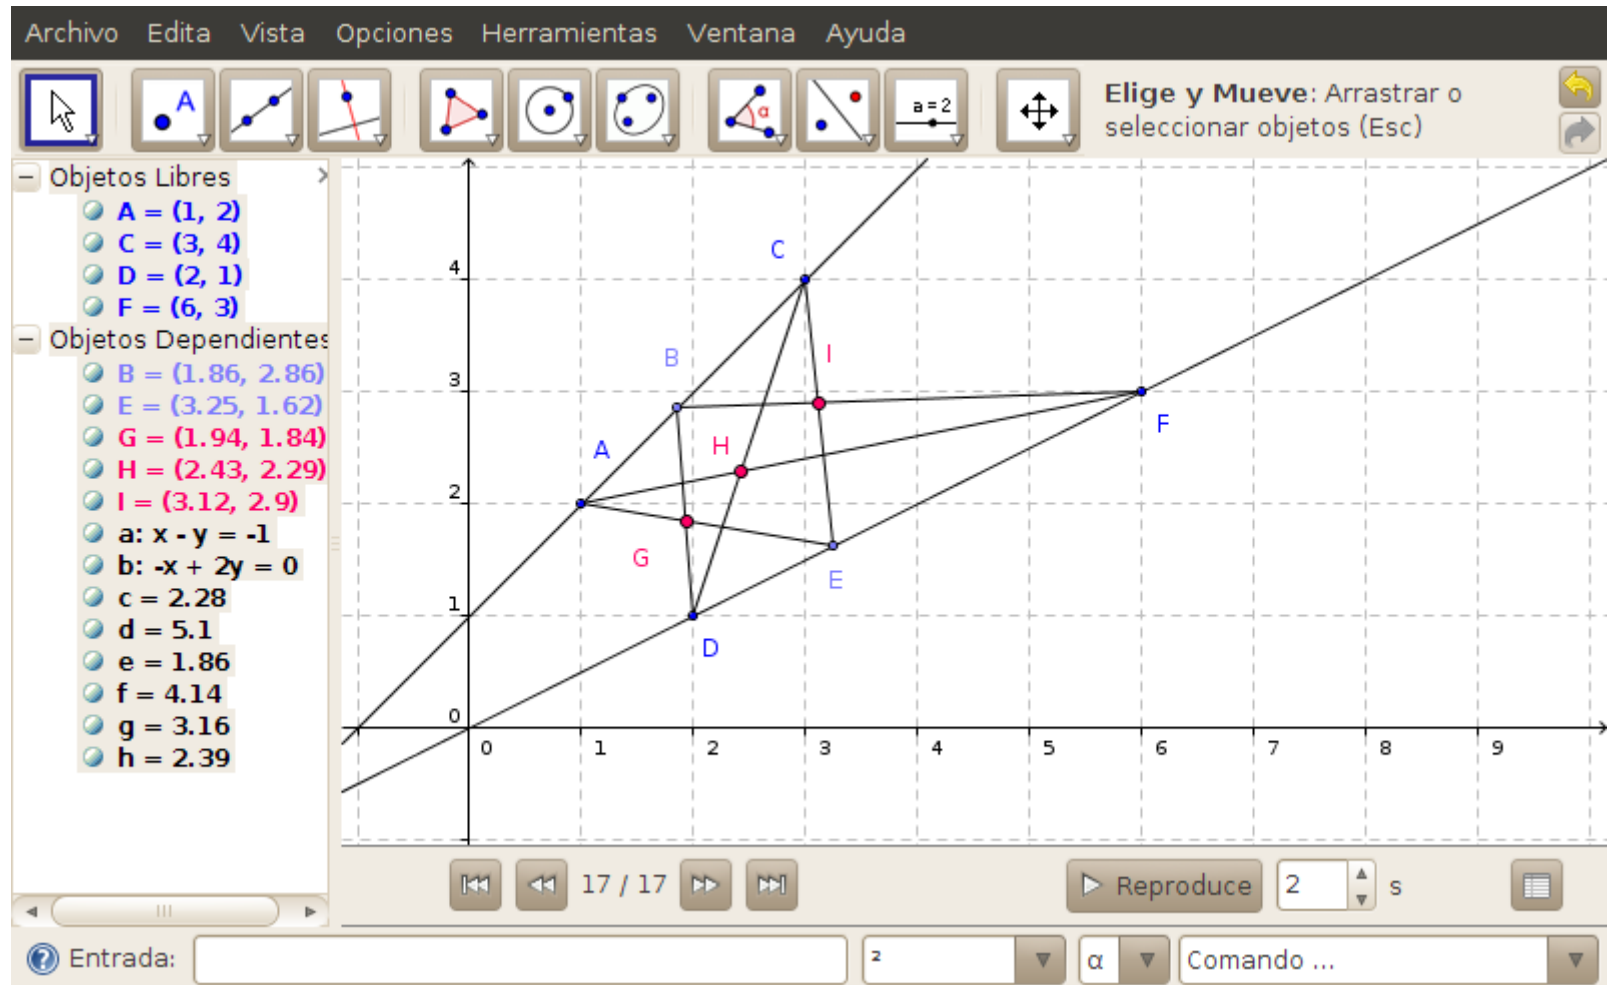 Archivo Edita Vista Opciones Herramientas Ventana Ayuda
A
α
a=2
Elige y Mueve: Arrastrar o
seleccionar objetos (Esc)
Objetos Libres
A = (1, 2)
C = (3, 4)
D = (2, 1)
F = (6, 3)
Objetos Dependientes
B = (1.86, 2.86)
E = (3.25, 1.62)
G = (1.94, 1.84)
H = (2.43, 2.29)
I = (3.12, 2.9)
a: x - y = -1
b: -x + 2y = 0
c = 2.28
d = 5.1
e = 1.86
f = 4.14
g = 3.16
h = 2.39
C
4
I
B
3
F
A
H
2
G
E
1
D
0
0 1 2 3 4 5 6 7 8 9
17 / 17
Reproduce 2 s
Entrada: ² α Comando ...